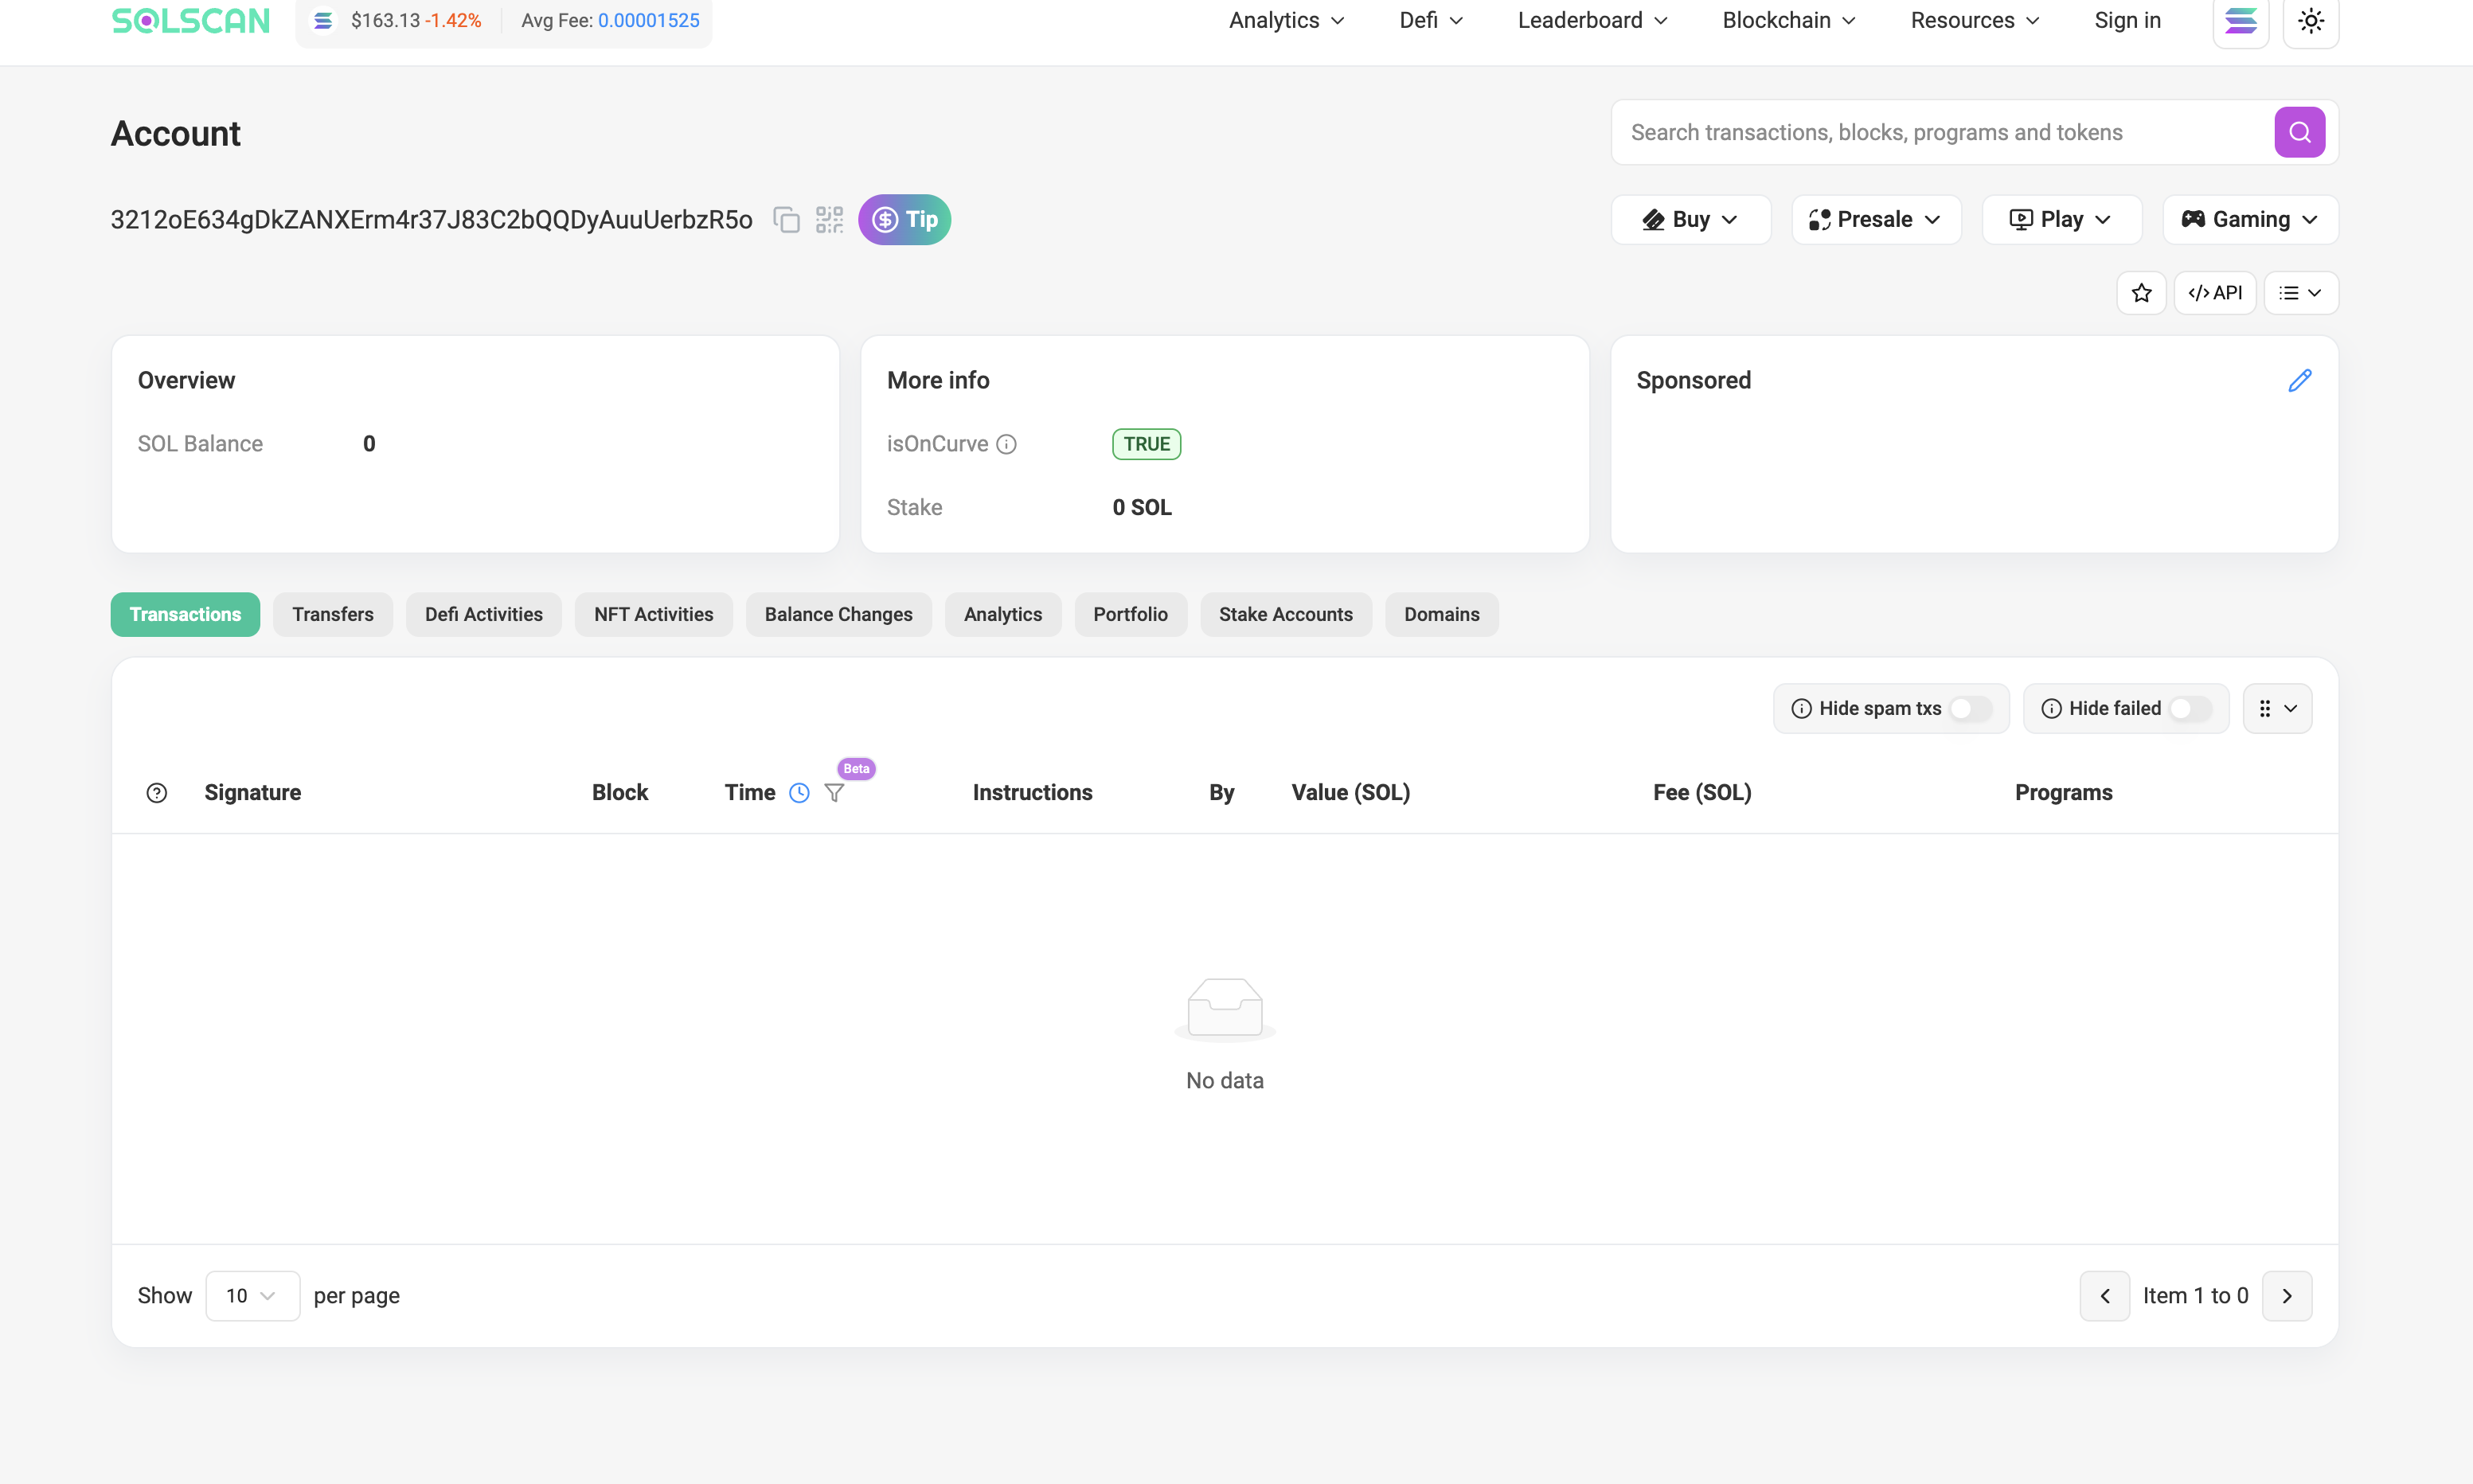 SOLSCAN $163.13 -1.42% Avg Fee: 0.00001525 Analytics Defi Leaderboard Blockchain Resources Sign in
Account
Search transactions, blocks, programs and tokens
3212oE634gDkZANXErm4r37J83C2bQQDyAuuUerbzR5o Tip Buy Presale Play Gaming
</> API
Overview More info Sponsored
SOL Balance 0 isOnCurve TRUE
Stake 0 SOL
Transactions Transfers Defi Activities NFT Activities Balance Changes Analytics Portfolio Stake Accounts Domains
Hide spam txs Hide failed
Beta
Signature Block Time Instructions By Value (SOL) Fee (SOL) Programs
No data
Show 10 per page Item 1 to 0